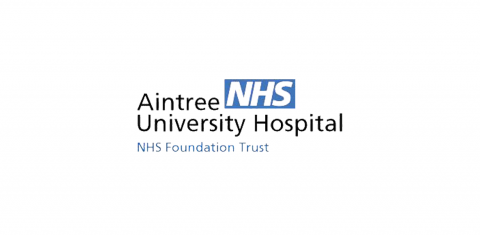 Aintree NHS
University Hospital
NHS Foundation Trust